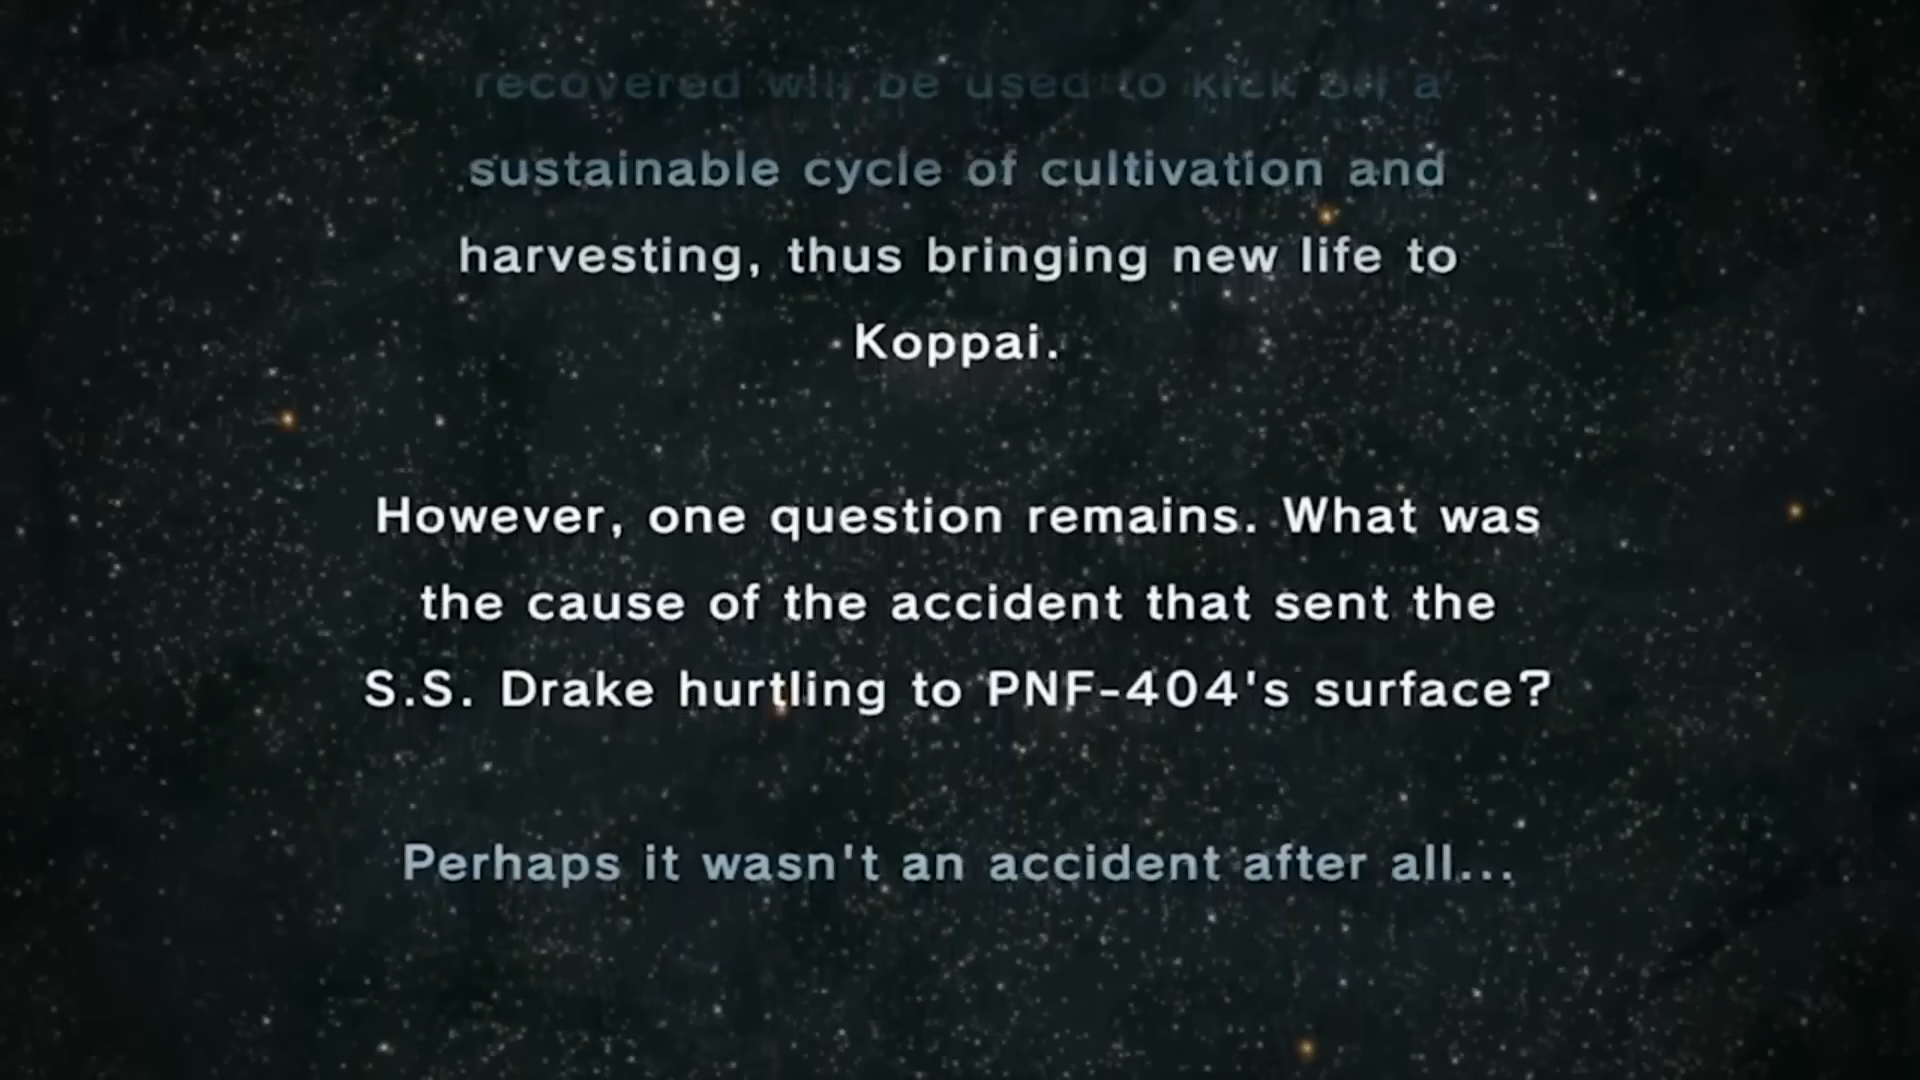 recovered will be used to kick off a
sustainable cycle of cultivation and
harvesting, thus bringing new life to
Koppai.
However, one question remains. What was
the cause of the accident that sent the
S.S. Drake hurtling to PNF-404's surface?
Perhaps it wasn't an accident after all...